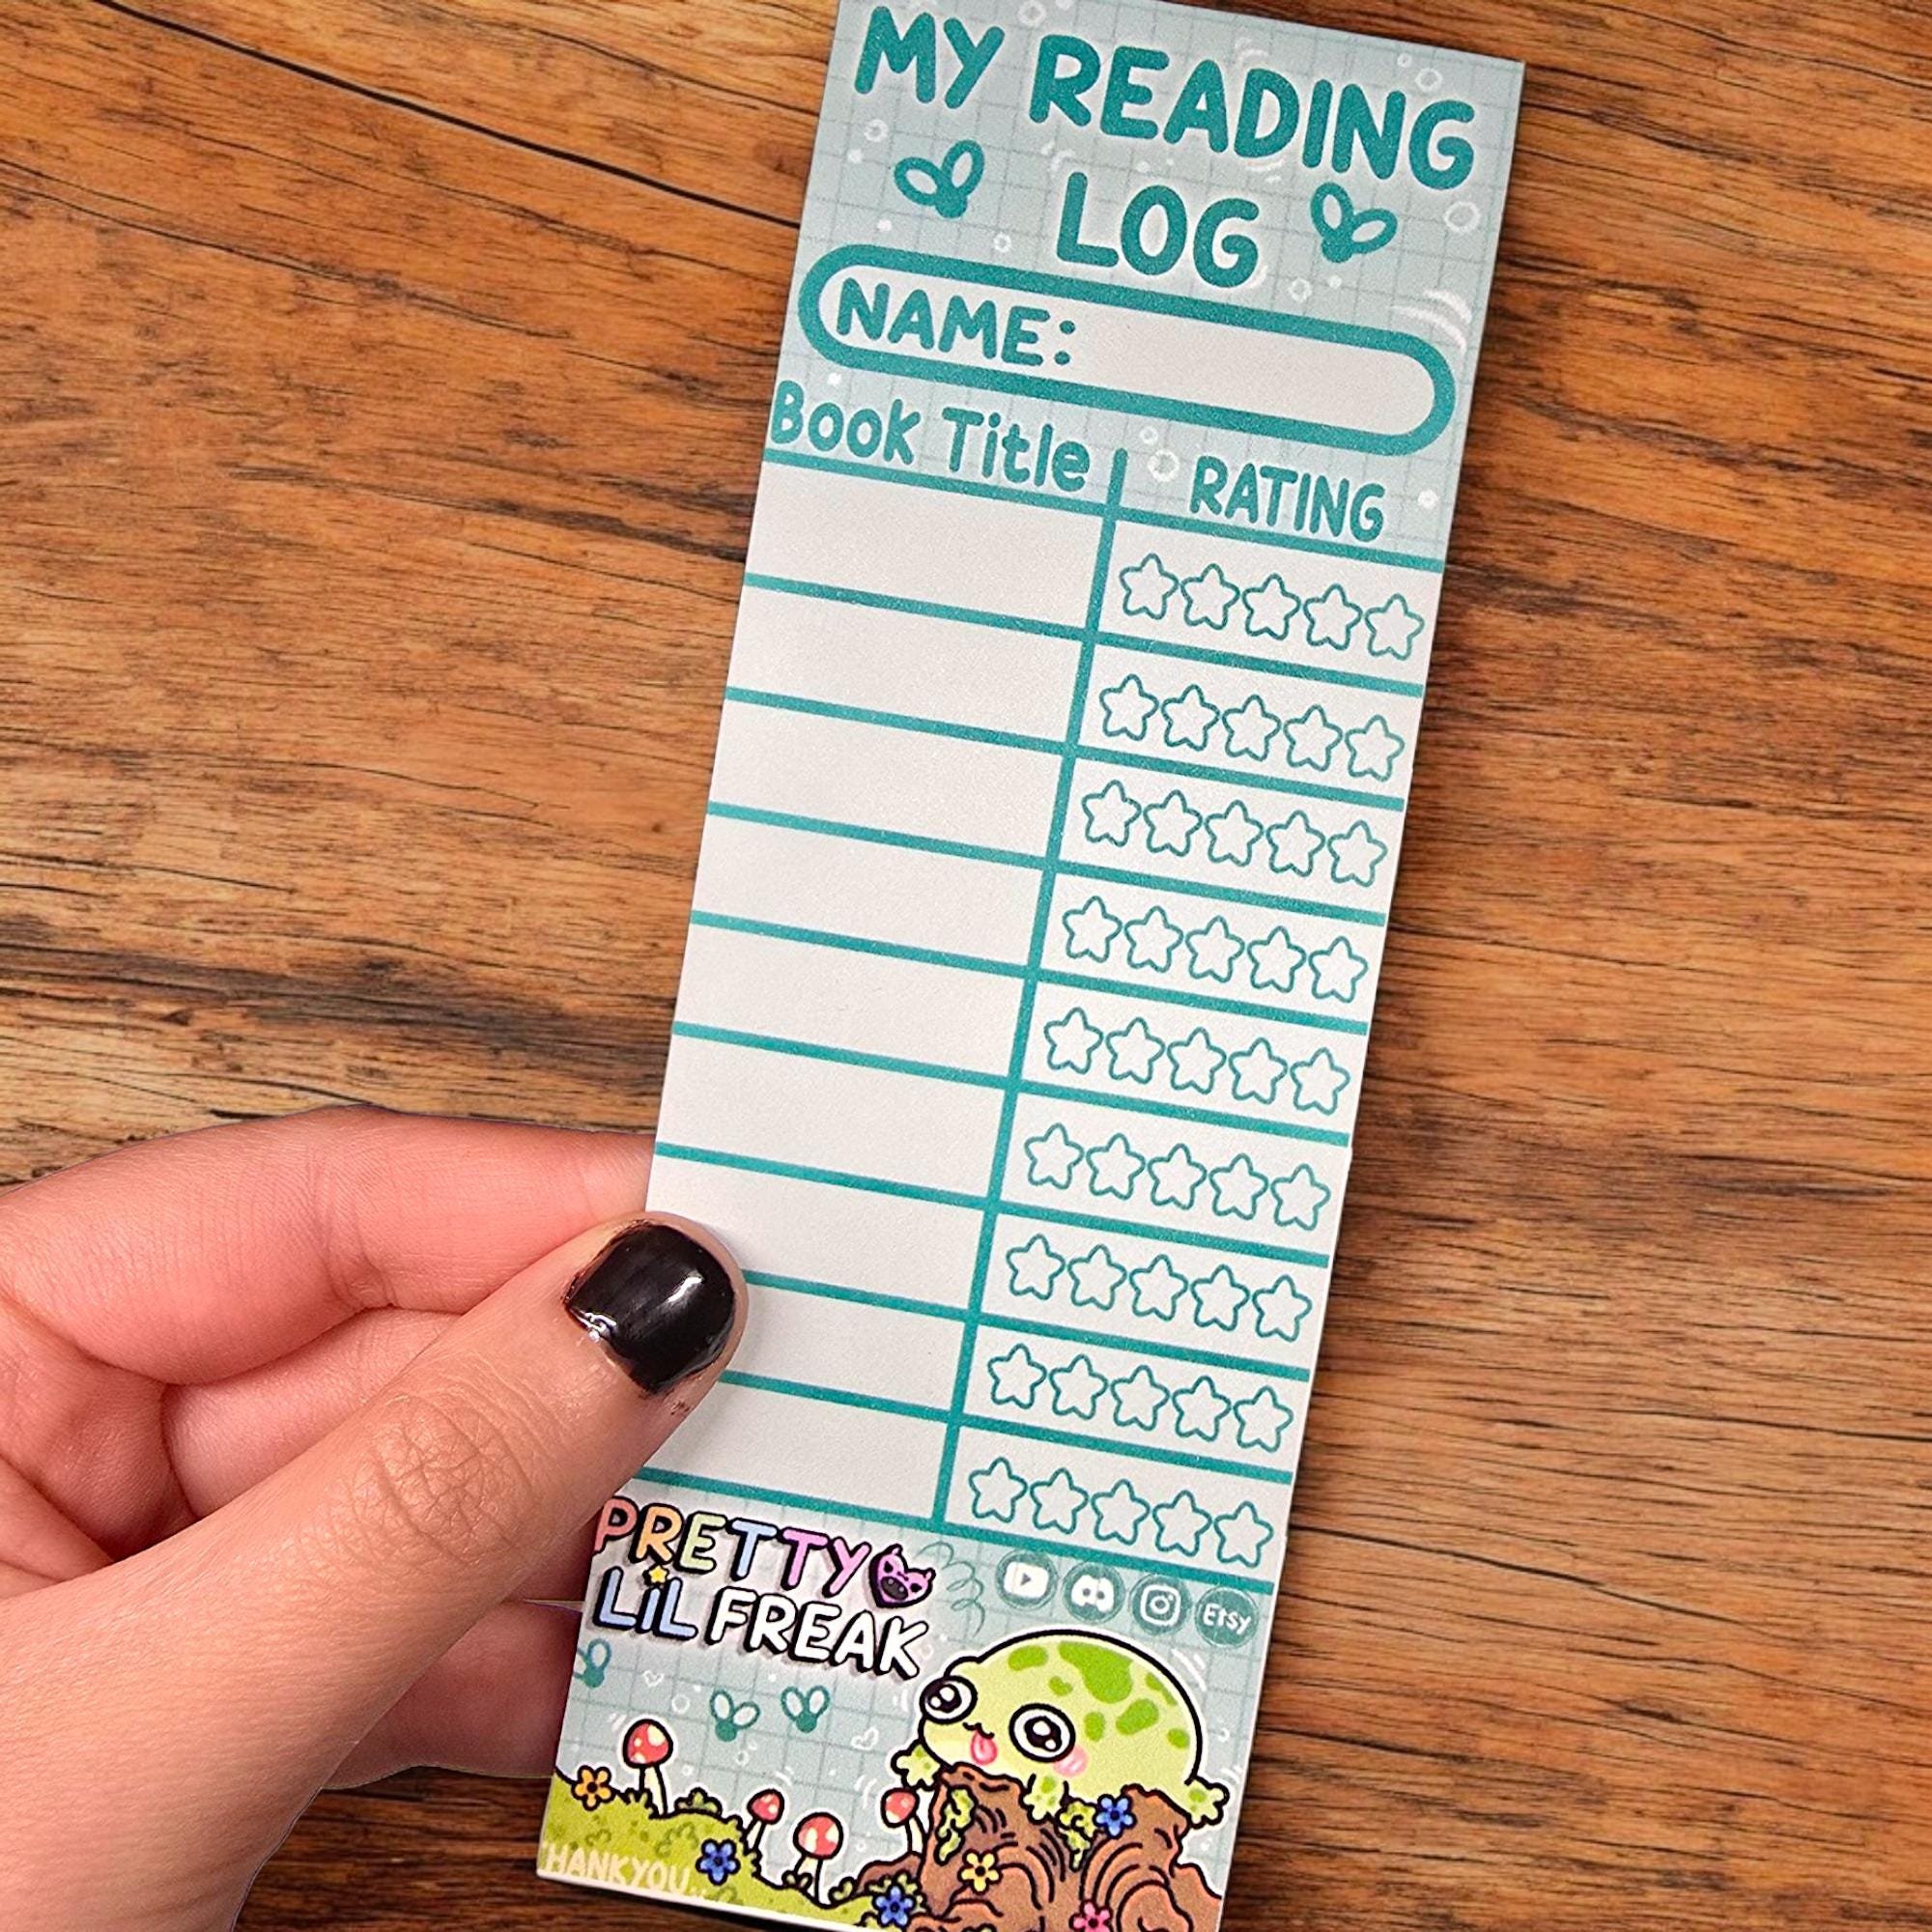 MY READING
LOG
NAME:
Book Title
RATING
PRETTY
LiL FREAK
Etsy
THANKYOU